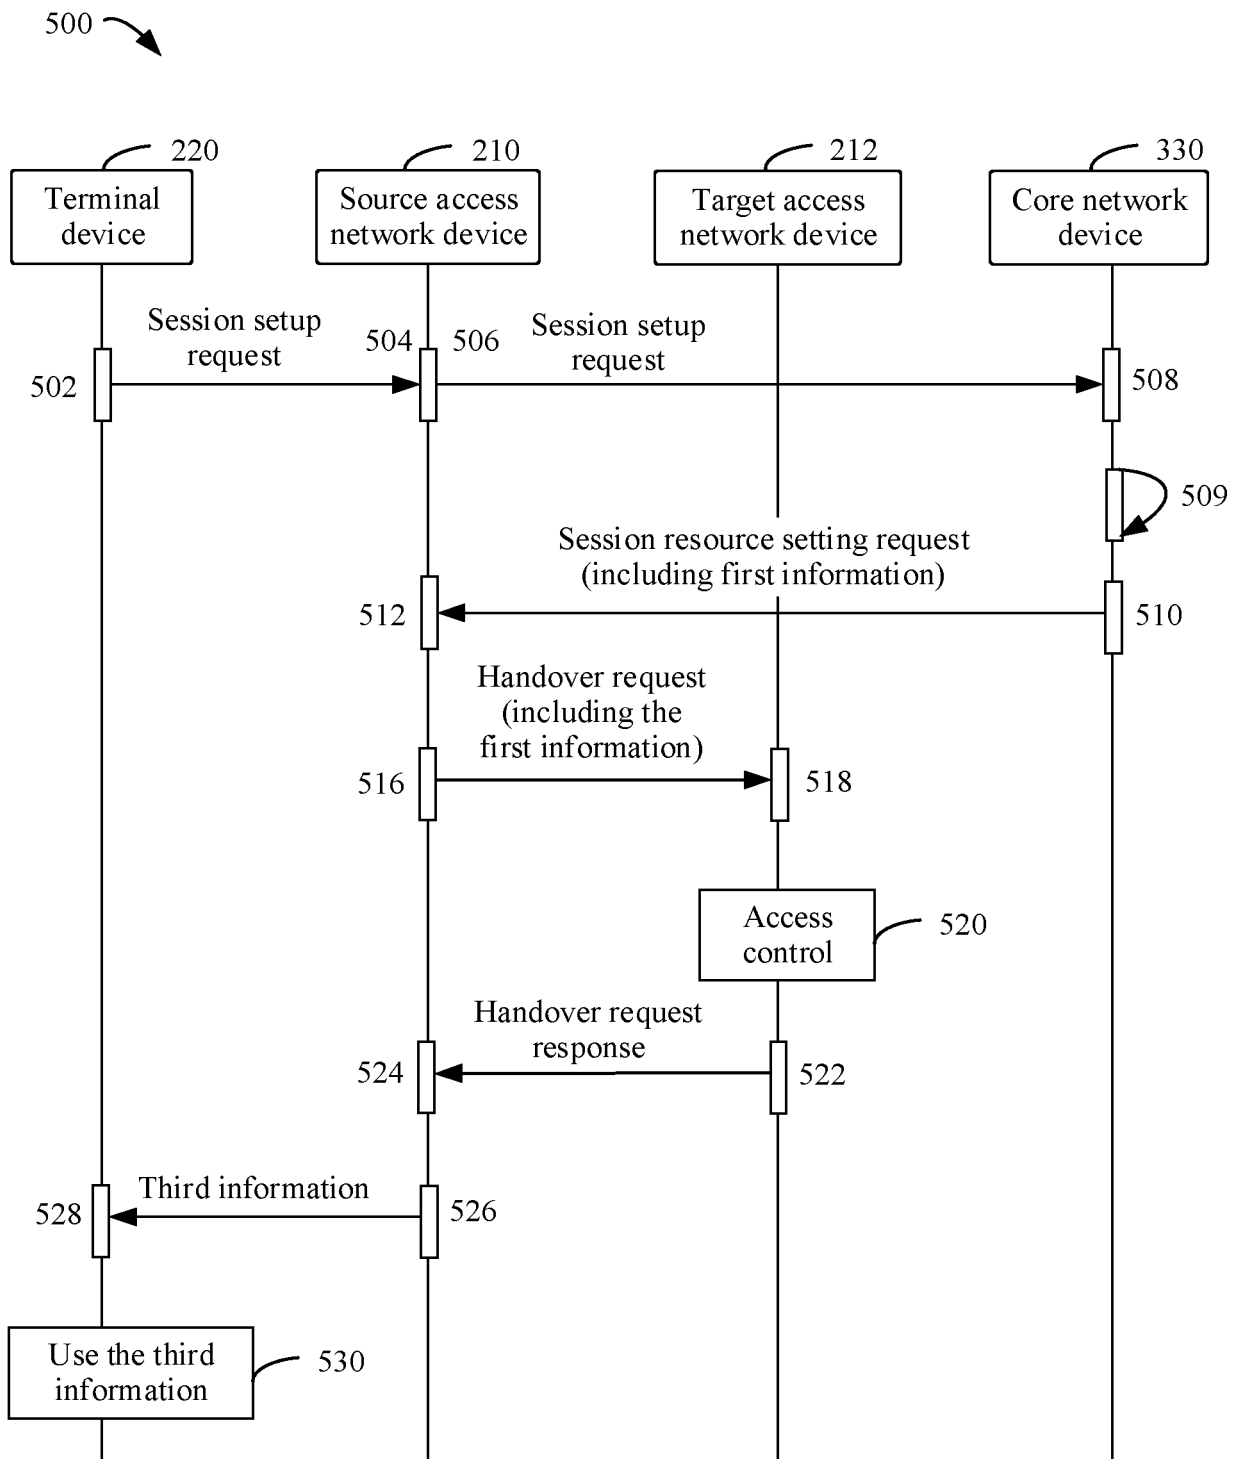 500
220
210
212
330
Terminal
device
Source access
network device
Target access
network device
Core network
device
Session setup
request
504
506
Session setup
request
502
508
509
Session resource setting request
(including first information)
512
510
Handover request
(including the
first information)
516
518
Access
control
520
Handover request
response
524
522
Third information
528
526
Use the third
information
530